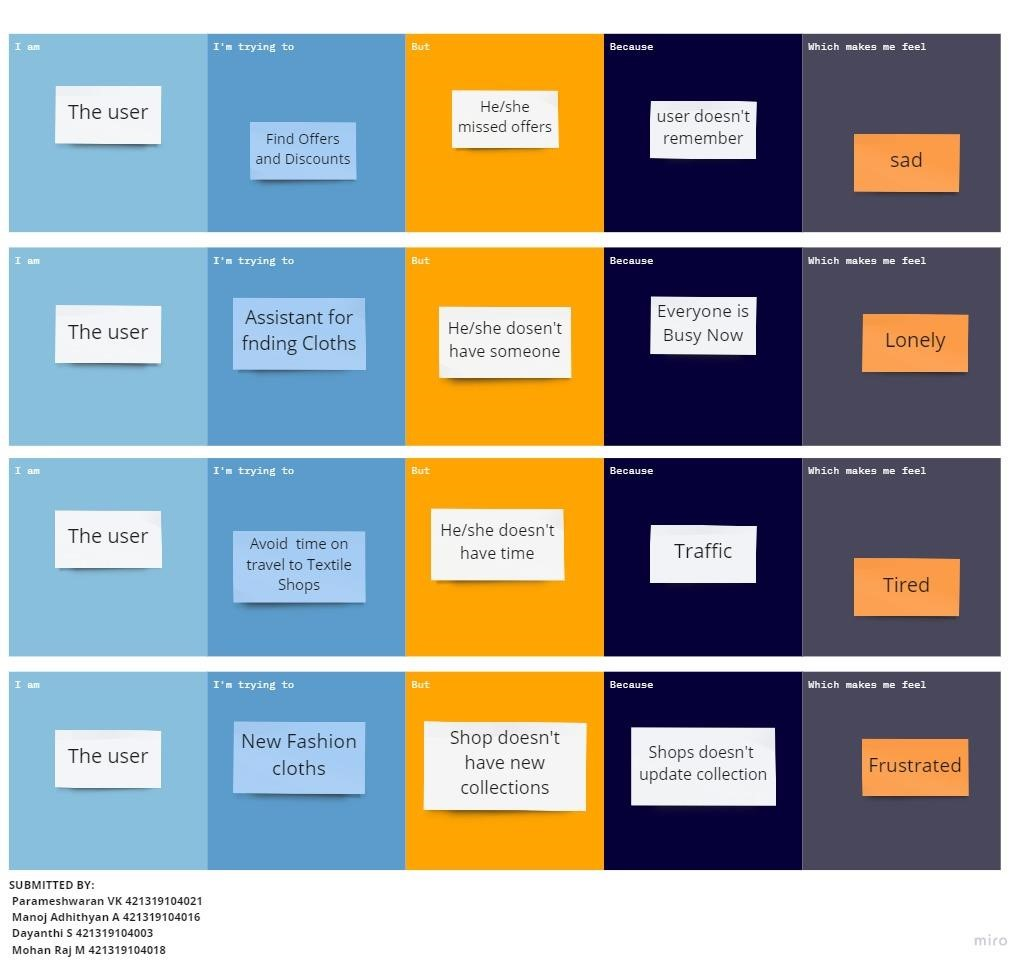 I am
I'm trying to
But
Because
Which makes me feel
The user
Find Offers
and Discounts
He/she
missed offers
user doesn't
remember
sad
I am
I'm trying to
But
Because
Which makes me feel
The user
Assistant for
fnding Cloths
He/she dosen't
have someone
Everyone is
Busy Now
Lonely
I am
I'm trying to
But
Because
Which makes me feel
The user
Avoid  time on
travel to Textile
Shops
He/she doesn't
have time
Traffic
Tired
I am
I'm trying to
But
Because
Which makes me feel
The user
New Fashion
cloths
Shop doesn't
have new
collections
Shops doesn't
update collection
Frustrated
SUBMITTED BY:
Parameshwaran VK 421319104021
Manoj Adhithyan A 421319104016
Dayanthi S 421319104003
Mohan Raj M 421319104018
miro